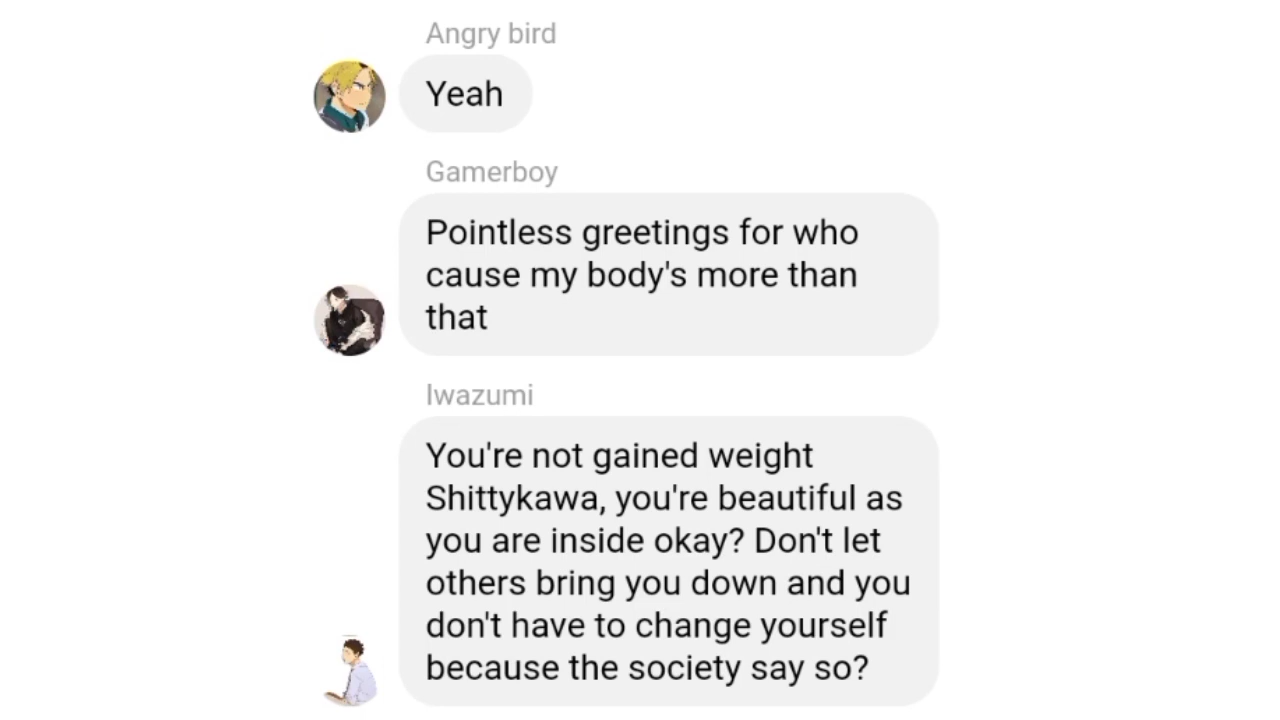 Angry bird
Yeah
Gamerboy
Pointless greetings for who
cause my body's more than
that
Iwazumi
You're not gained weight
Shittykawa, you're beautiful as
you are inside okay? Don't let
others bring you down and you
don't have to change yourself
because the society say so?